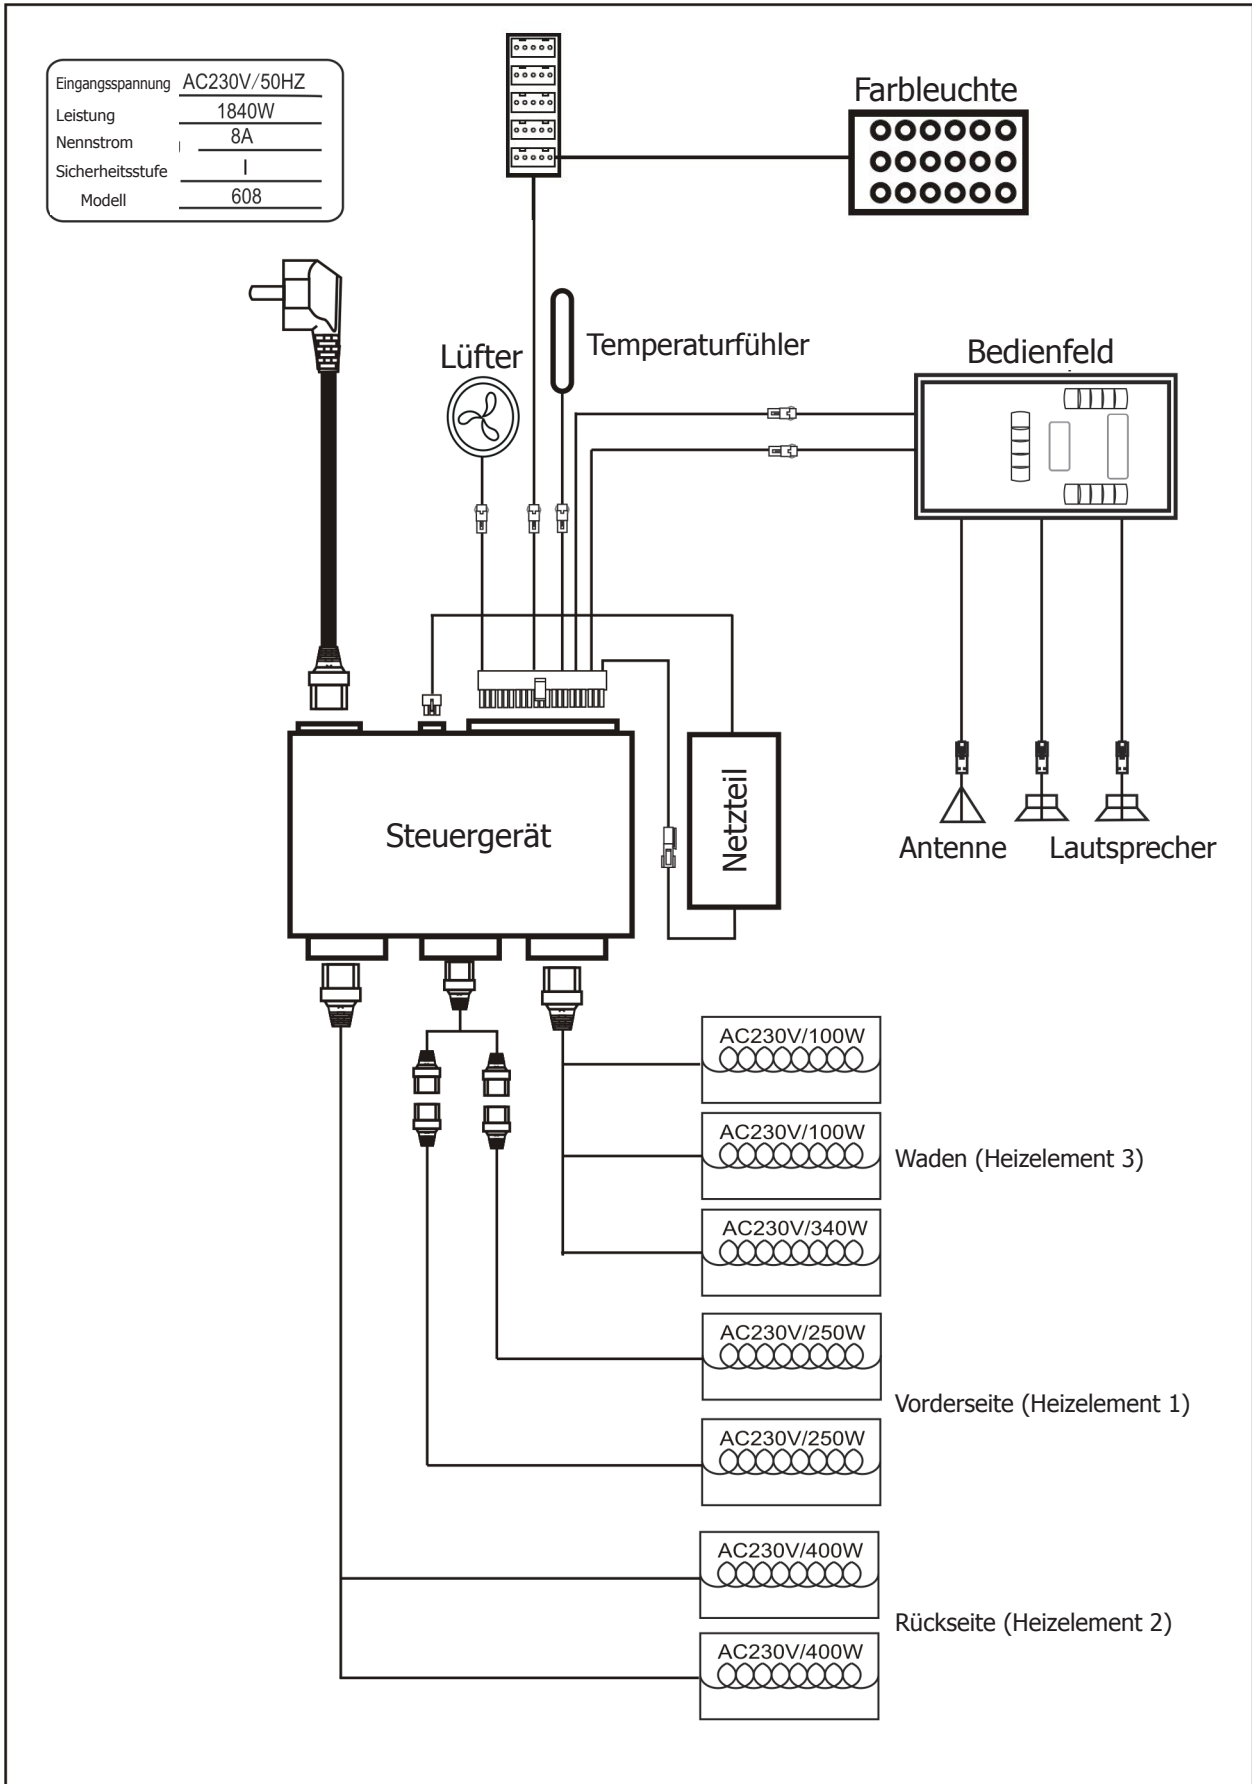 Eingangsspannung AC230V/50HZ
Leistung 1840W
Nennstrom 8A
Sicherheitsstufe I
Modell 608
Farbleuchte
Lüfter
Temperaturfühler
Bedienfeld
Steuergerät
Netzteil
Antenne
Lautsprecher
AC230V/100W
AC230V/100W
Waden (Heizelement 3)
AC230V/340W
AC230V/250W
Vorderseite (Heizelement 1)
AC230V/250W
AC230V/400W
Rückseite (Heizelement 2)
AC230V/400W